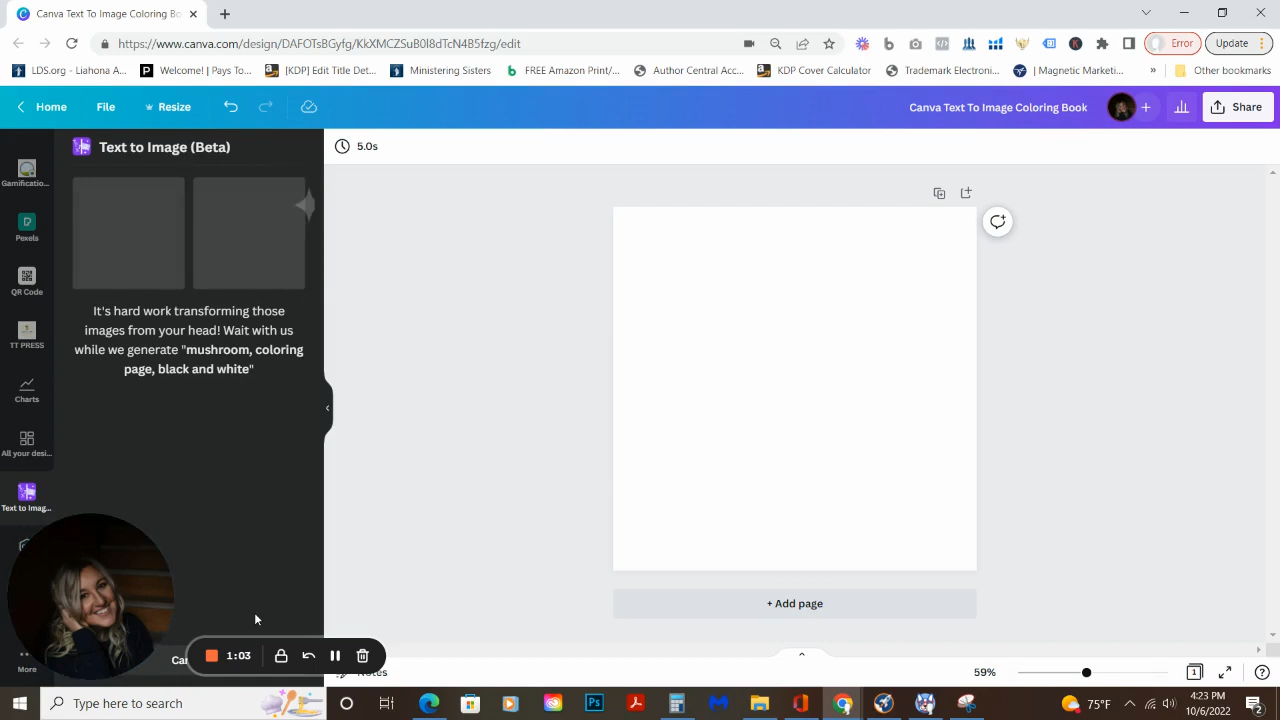 Canva Text To Image Coloring Bo
https://www.canva.com/design/DAFOTsBGyfg/KkXMCZSuB0l8dTcN4B5fzg/edit
Error
Update
LDS.org - Liahona A...
Welcome! | Pays To...
[KDP] Edit Title Det...
Ministering Sisters
FREE Amazon Print/...
Author Central Acc...
KDP Cover Calculator
Trademark Electroni...
| Magnetic Marketi...
»
Other bookmarks
Home
File
Resize
Canva Text To Image Coloring Book
Share
Text to Image (Beta)
5.0s
Gamificatio...
Pexels
QR Code
TT PRESS
Charts
All your desi...
Text to Imag...
More
It's hard work transforming those
images from your head! Wait with us
while we generate "mushroom, coloring
page, black and white"
+ Add page
1:03
Notes
59%
1
Type here to search
Ps
75°F
4:23 PM
10/6/2022
2